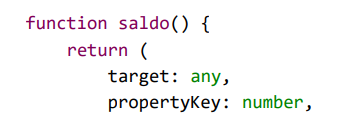 function saldo() {
    return (
        target: any,
        propertyKey: number,